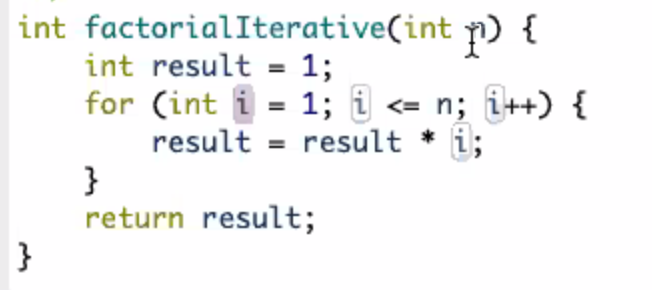 int factorialIterative(int n) {
    int result = 1;
    for (int i = 1; i <= n; i++) {
        result = result * i;
    }
    return result;
}